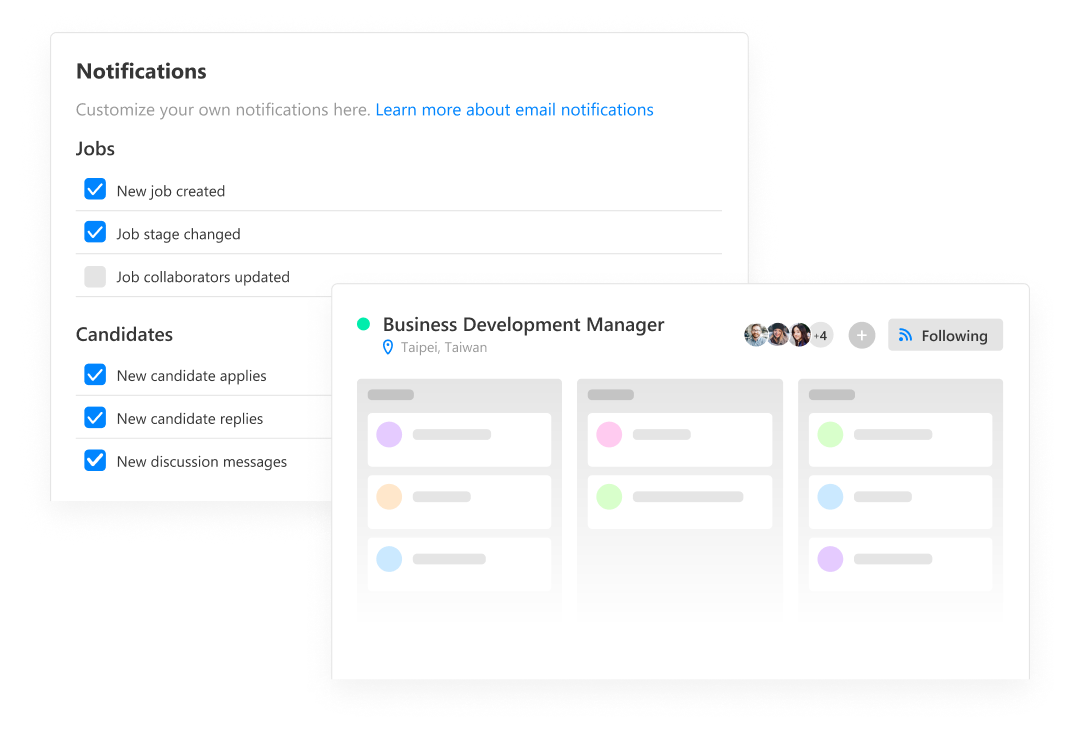 Notifications
Customize your own notifications here. Learn more about email notifications
Jobs
New job created
Job stage changed
Job collaborators updated
Candidates
New candidate applies
New candidate replies
New discussion messages
Business Development Manager
Taipei, Taiwan
+4
+
Following